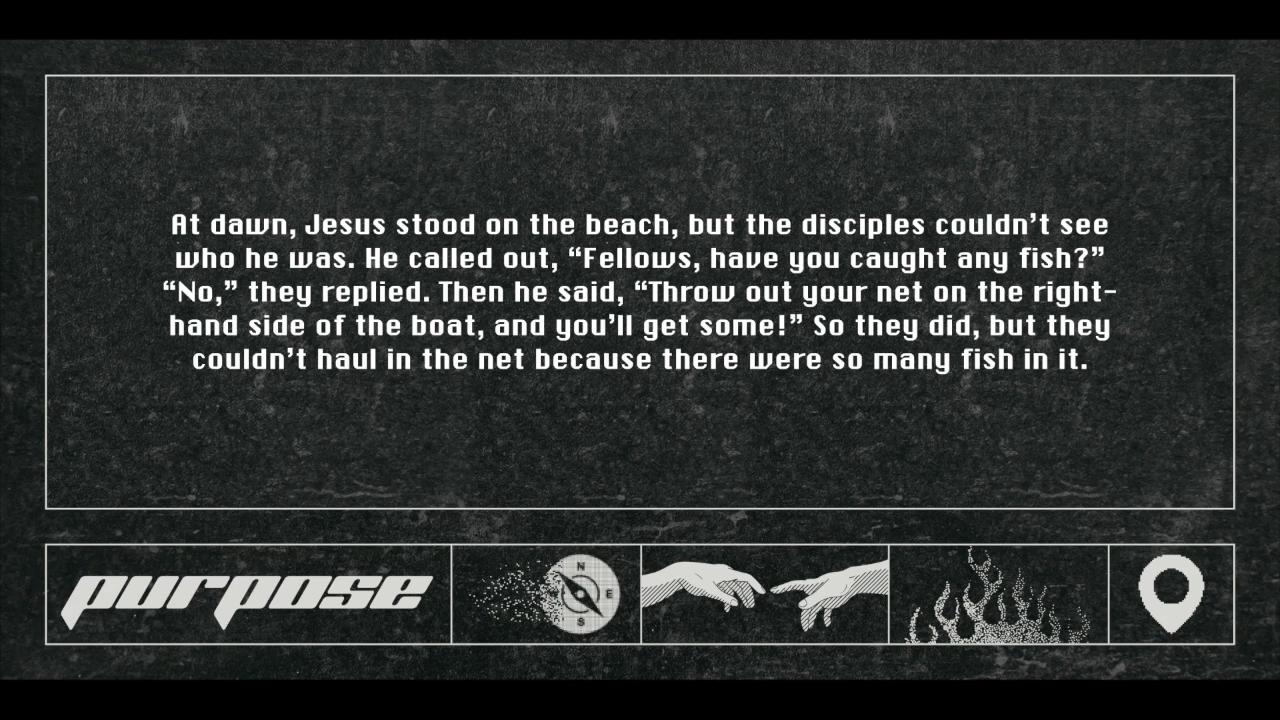 At dawn, Jesus stood on the beach, but the disciples couldn’t see
who he was. He called out, “Fellows, have you caught any fish?”
“No,” they replied. Then he said, “Throw out your net on the right-
hand side of the boat, and you’ll get some!” So they did, but they
couldn’t haul in the net because there were so many fish in it.
purpose
N
E
S